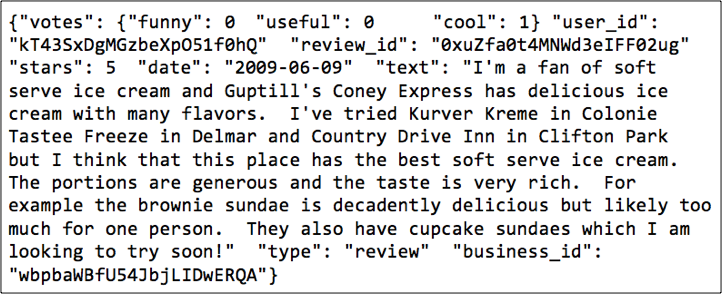 {"votes": {"funny": 0  "useful": 0     "cool": 1} "user_id":
"kT43SxDgMGzbeXpO51f0hQ"  "review_id": "0xuZfa0t4MNWd3eIFF02ug"
"stars": 5  "date": "2009-06-09"  "text": "I'm a fan of soft
serve ice cream and Guptill's Coney Express has delicious ice
cream with many flavors.  I've tried Kurver Kreme in Colonie
Tastee Freeze in Delmar and Country Drive Inn in Clifton Park
but I think that this place has the best soft serve ice cream.
The portions are generous and the taste is very rich.  For
example the brownie sundae is decadently delicious but likely too
much for one person.  They also have cupcake sundaes which I am
looking to try soon!"  "type": "review"  "business_id":
"wbpbaWBfU54JbjLIDwERQA"}